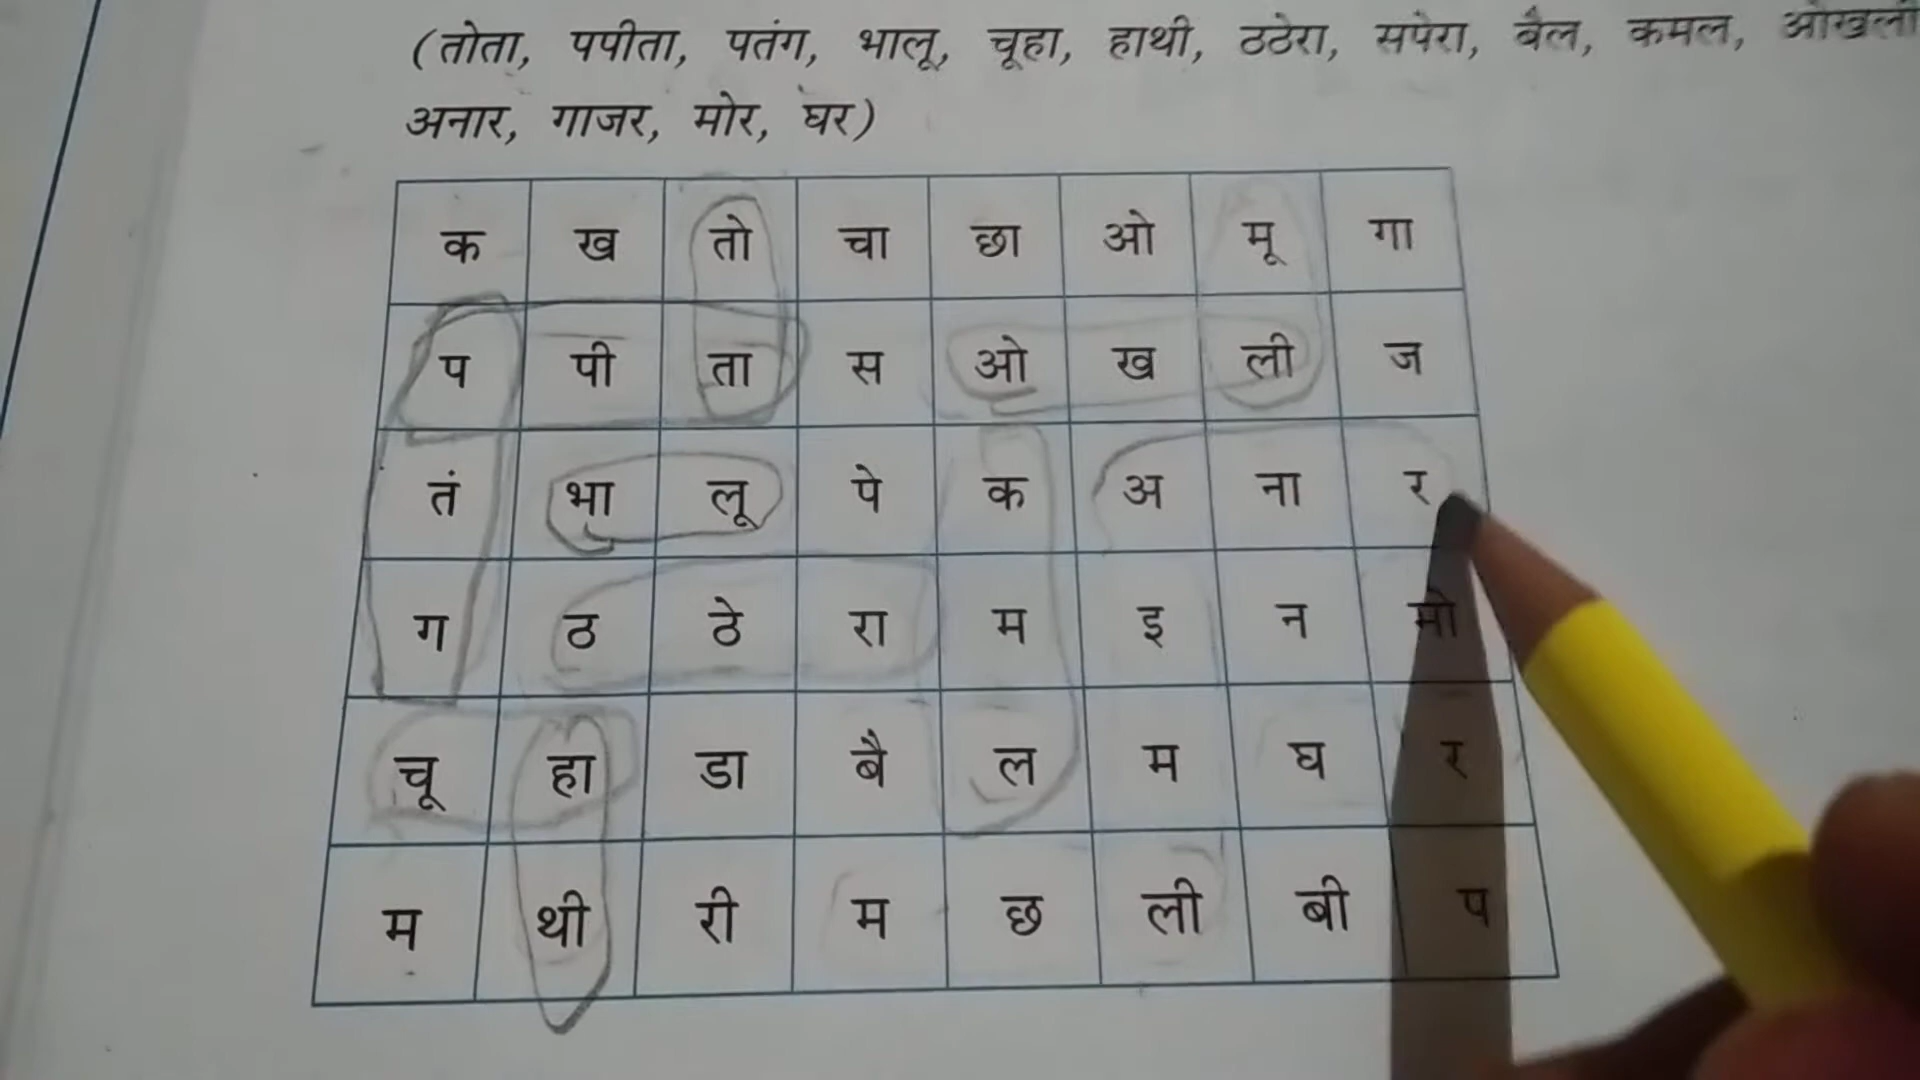 (तोता, पपीता, पतंग, भालू, चूहा, हाथी, ठठेरा, सपेरा, बैल, कमल, ओखली
अनार, गाजर, मोर, घर)
क ख तो चा छा ओ मू गा
प पी ता स ओ ख ली ज
तं भा लू पे क अ ना र
ग ठ ठे रा म इ न मो
चू हा डा बै ल म घ र
म थी री म छ ली बी प